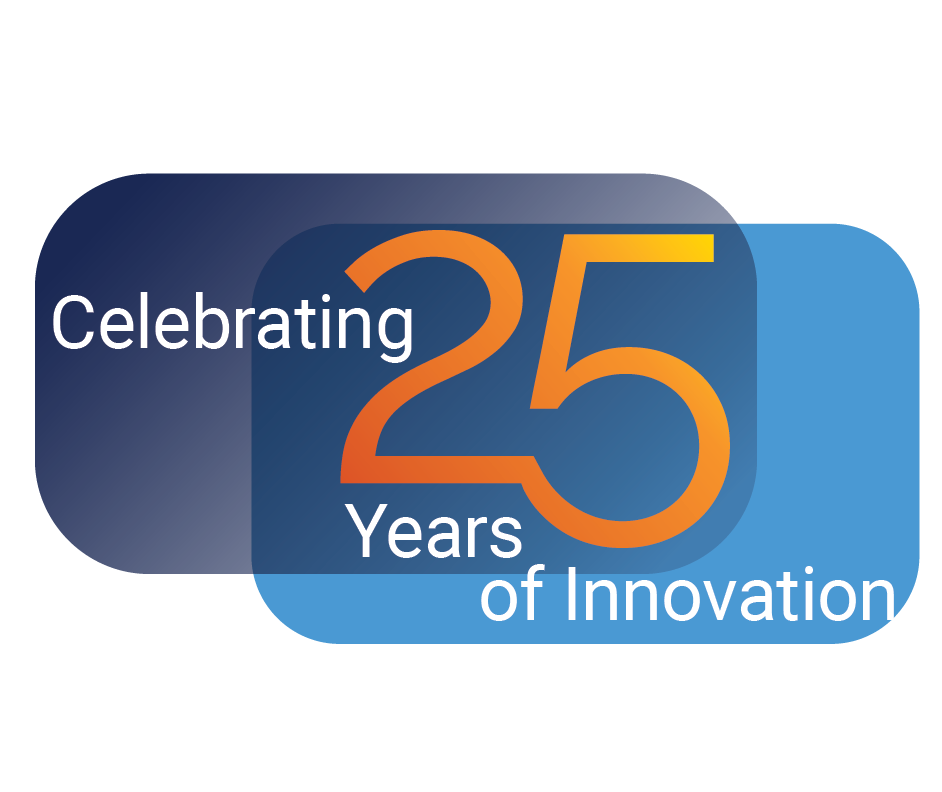 Celebrating
25
Years
of Innovation